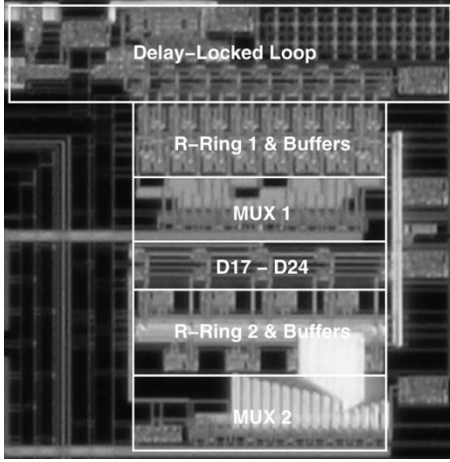 Delay–Locked Loop
R–Ring 1 & Buffers
MUX 1
D17 – D24
R–Ring 2 & Buffers
MUX 2